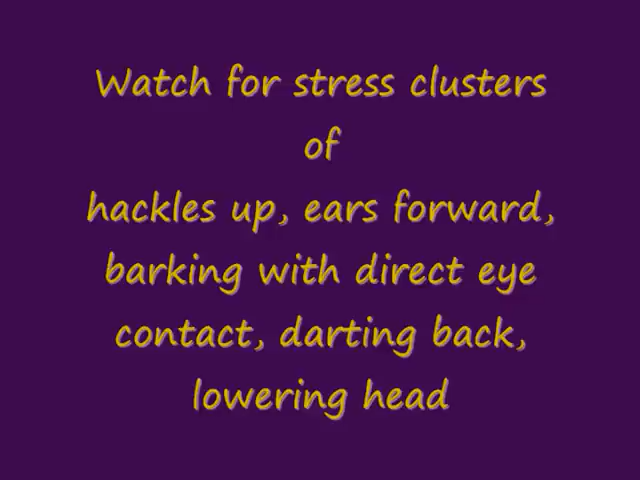 Watch for stress clusters
of
hackles up, ears forward,
barking with direct eye
contact, darting back,
lowering head